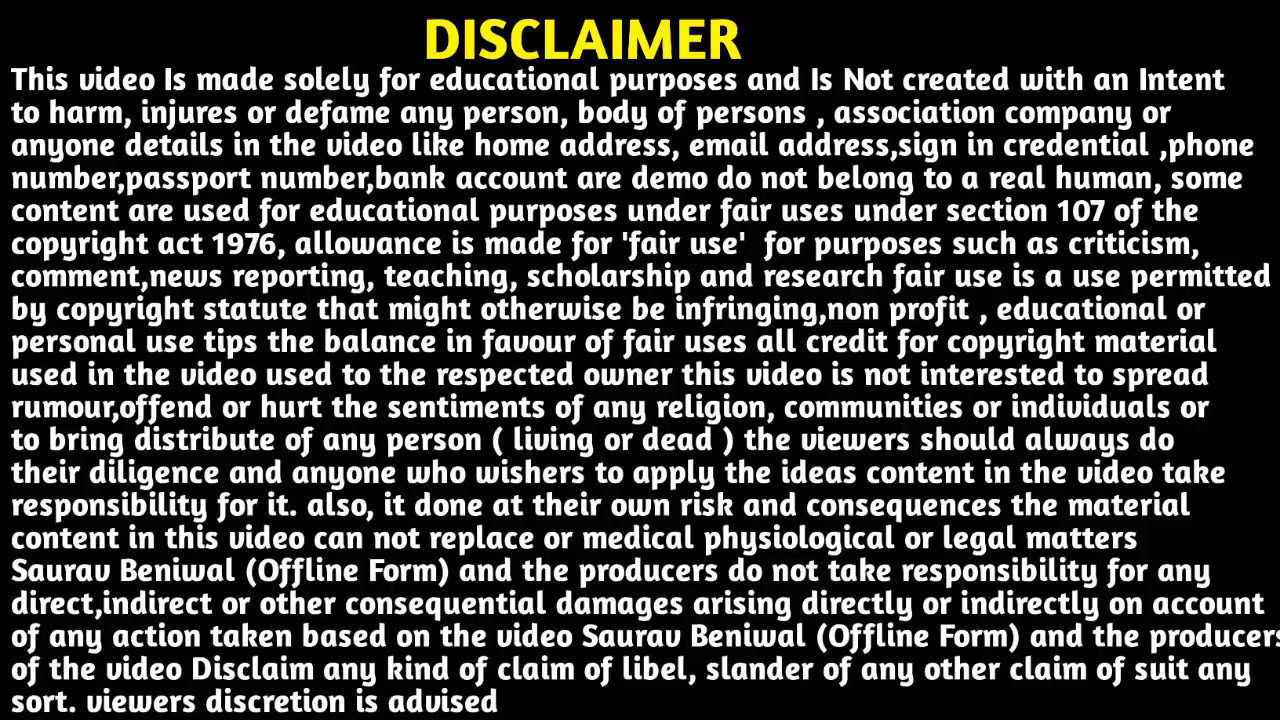 DISCLAIMER
This video Is made solely for educational purposes and Is Not created with an Intent
to harm, injures or defame any person, body of persons , association company or
anyone details in the video like home address, email address,sign in credential ,phone
number,passport number,bank account are demo do not belong to a real human, some
content are used for educational purposes under fair uses under section 107 of the
copyright act 1976, allowance is made for 'fair use'  for purposes such as criticism,
comment,news reporting, teaching, scholarship and research fair use is a use permitted
by copyright statute that might otherwise be infringing,non profit , educational or
personal use tips the balance in favour of fair uses all credit for copyright material
used in the video used to the respected owner this video is not interested to spread
rumour,offend or hurt the sentiments of any religion, communities or individuals or
to bring distribute of any person ( living or dead ) the viewers should always do
their diligence and anyone who wishers to apply the ideas content in the video take
responsibility for it. also, it done at their own risk and consequences the material
content in this video can not replace or medical physiological or legal matters
Saurav Beniwal (Offline Form) and the producers do not take responsibility for any
direct,indirect or other consequential damages arising directly or indirectly on account
of any action taken based on the video Saurav Beniwal (Offline Form) and the producers
of the video Disclaim any kind of claim of libel, slander of any other claim of suit any
sort. viewers discretion is advised